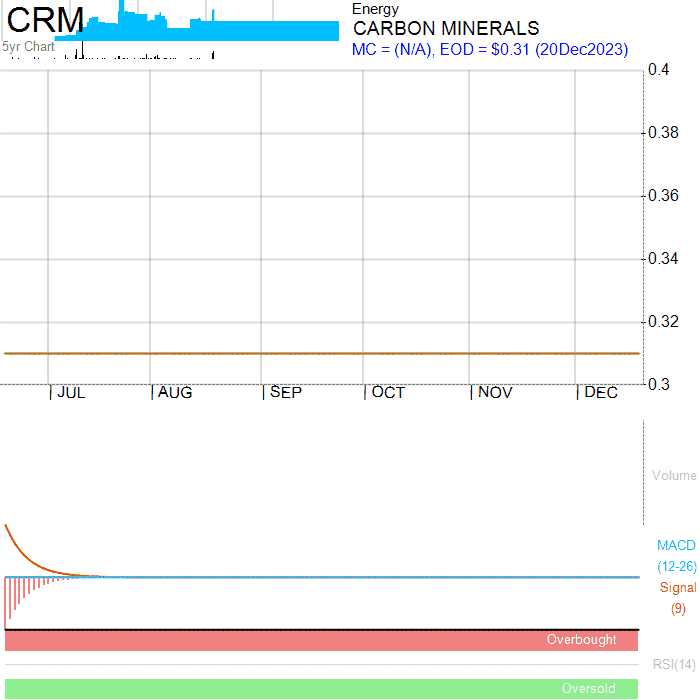 CRM
5yr Chart
Energy
CARBON MINERALS
MC = (N/A), EOD = $0.31 (20Dec2023)
0.4
0.38
0.36
0.34
0.32
0.3
JUL AUG SEP OCT NOV DEC
Volume
MACD
(12-26)
Signal
(9)
Overbought
RSI(14)
Oversold